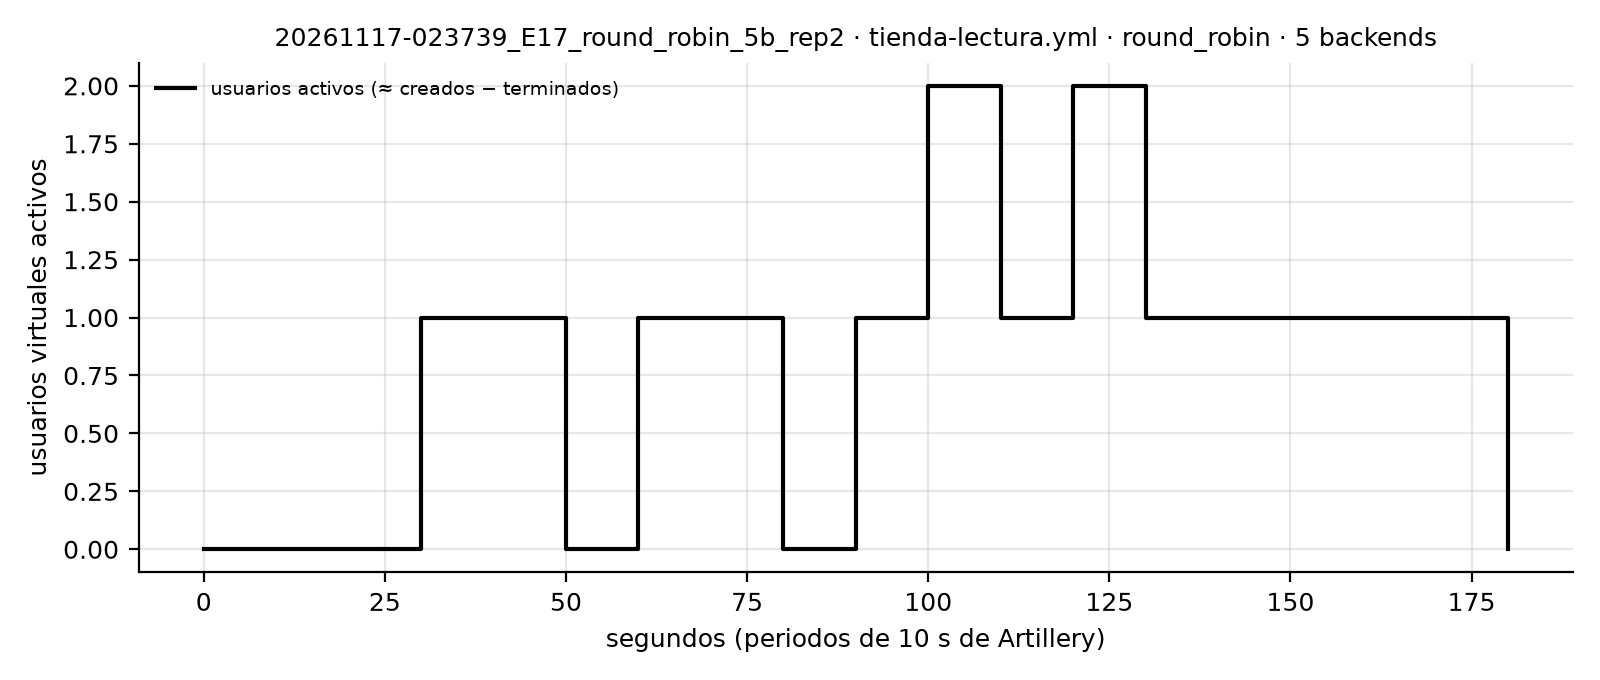 20261117-023739_E17_round_robin_5b_rep2 · tienda-lectura.yml · round_robin · 5 backends
usuarios activos (≈ creados − terminados)
usuarios virtuales activos
2.00
1.75
1.50
1.25
1.00
0.75
0.50
0.25
0.00
0 25 50 75 100 125 150 175
segundos (periodos de 10 s de Artillery)